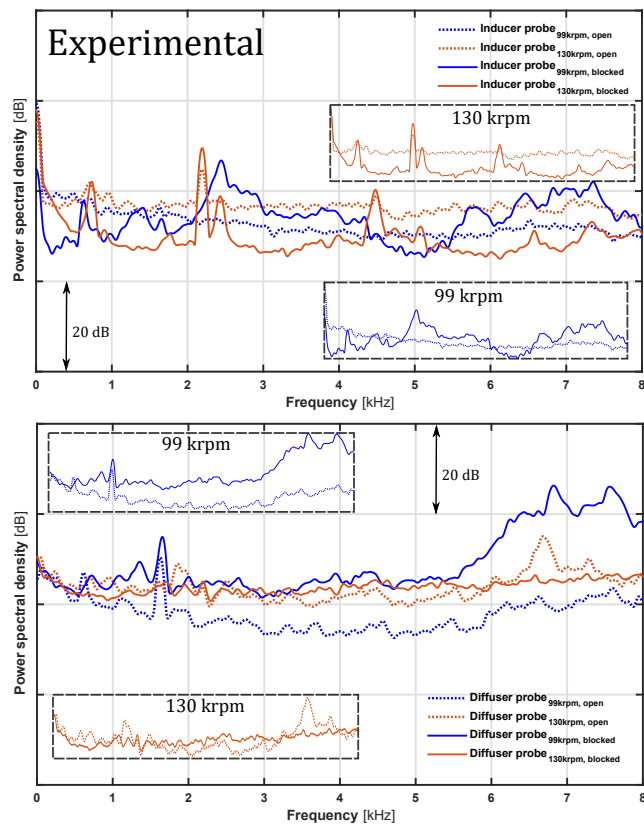 Experimental
Inducer probe99krpm, open
Inducer probe130krpm, open
Inducer probe99krpm, blocked
Inducer probe130krpm, blocked
130 krpm
99 krpm
20 dB
Power spectral density [dB]
0 1 2 3 4 5 6 7 8
Frequency [kHz]
99 krpm
20 dB
Power spectral density [dB]
130 krpm
Diffuser probe99krpm, open
Diffuser probe130krpm, open
Diffuser probe99krpm, blocked
Diffuser probe130krpm, blocked
0 1 2 3 4 5 6 7 8
Frequency [kHz]